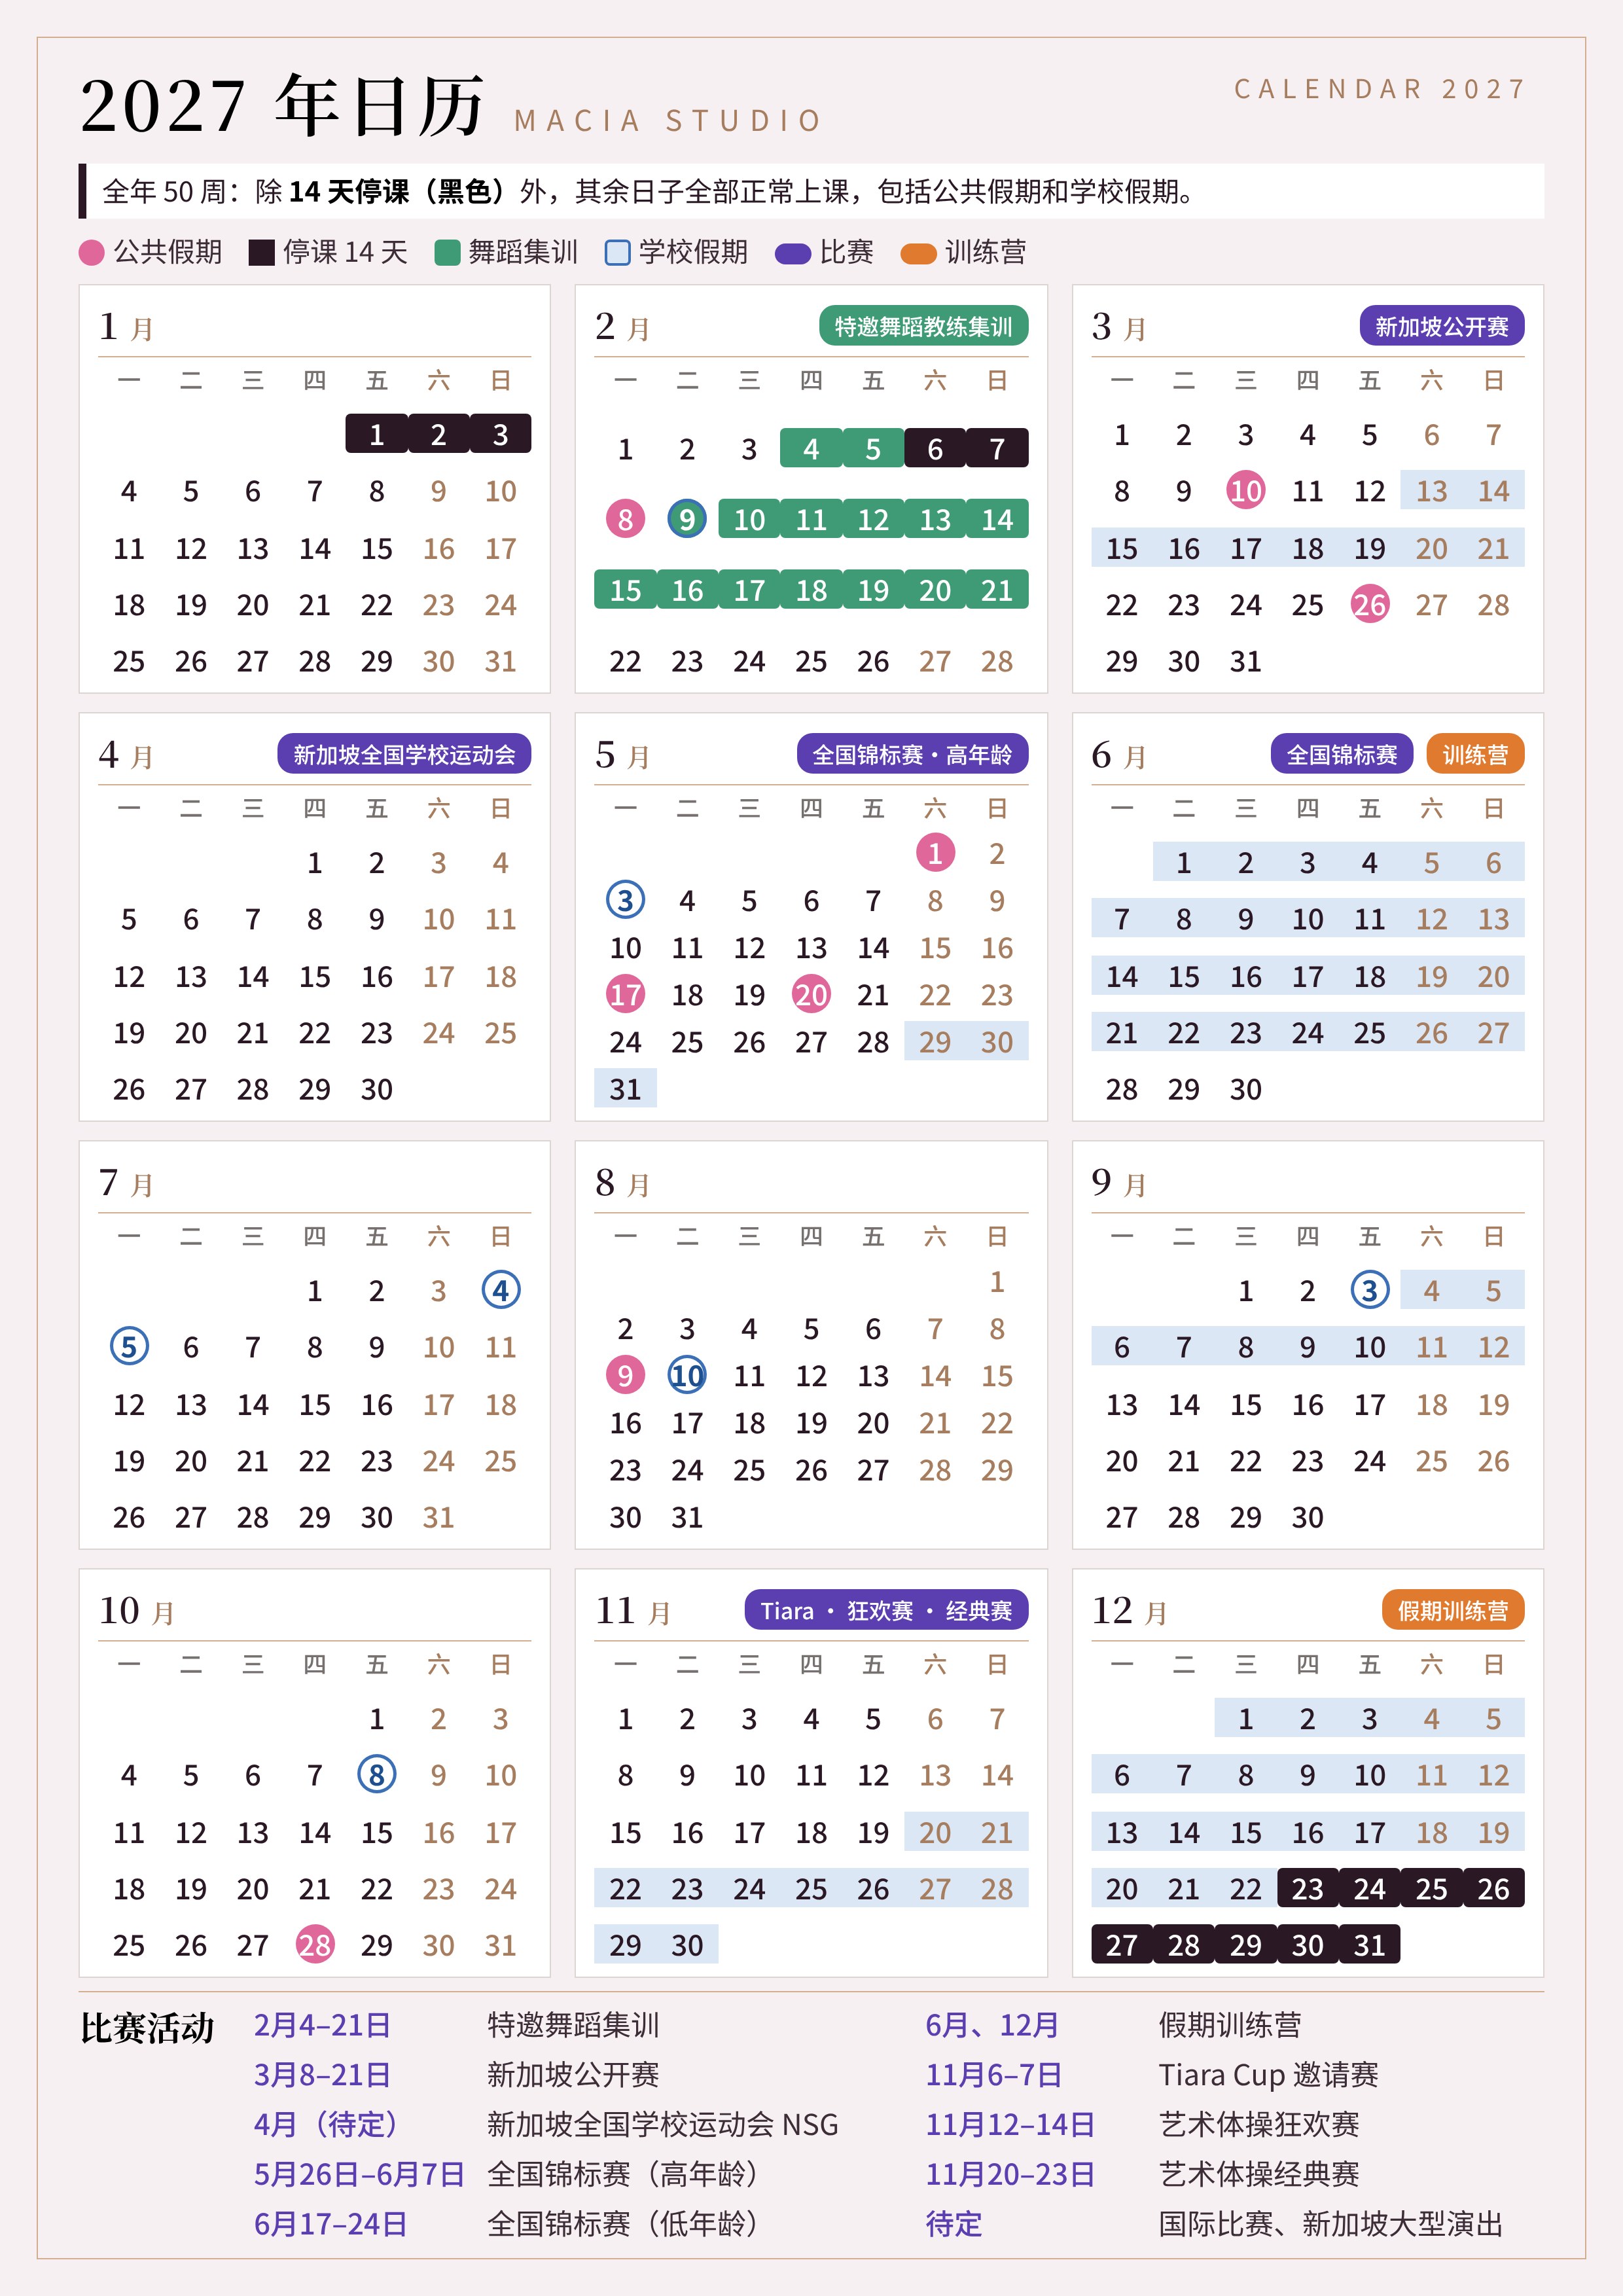 2027 年日历 MACIA STUDIO
CALENDAR 2027
全年 50 周：除 14 天停课（黑色）外，其余日子全部正常上课，包括公共假期和学校假期。
公共假期 停课 14 天 舞蹈集训 学校假期 比赛 训练营
1 月
一 二 三 四 五 六 日
1 2 3
4 5 6 7 8 9 10
11 12 13 14 15 16 17
18 19 20 21 22 23 24
25 26 27 28 29 30 31
2 月 特邀舞蹈教练集训
一 二 三 四 五 六 日
1 2 3 4 5 6 7
8 9 10 11 12 13 14
15 16 17 18 19 20 21
22 23 24 25 26 27 28
3 月 新加坡公开赛
一 二 三 四 五 六 日
1 2 3 4 5 6 7
8 9 10 11 12 13 14
15 16 17 18 19 20 21
22 23 24 25 26 27 28
29 30 31
4 月 新加坡全国学校运动会
一 二 三 四 五 六 日
1 2 3 4
5 6 7 8 9 10 11
12 13 14 15 16 17 18
19 20 21 22 23 24 25
26 27 28 29 30
5 月 全国锦标赛・高年龄
一 二 三 四 五 六 日
1 2
3 4 5 6 7 8 9
10 11 12 13 14 15 16
17 18 19 20 21 22 23
24 25 26 27 28 29 30
31
6 月 全国锦标赛 训练营
一 二 三 四 五 六 日
1 2 3 4 5 6
7 8 9 10 11 12 13
14 15 16 17 18 19 20
21 22 23 24 25 26 27
28 29 30
7 月
一 二 三 四 五 六 日
1 2 3 4
5 6 7 8 9 10 11
12 13 14 15 16 17 18
19 20 21 22 23 24 25
26 27 28 29 30 31
8 月
一 二 三 四 五 六 日
1
2 3 4 5 6 7 8
9 10 11 12 13 14 15
16 17 18 19 20 21 22
23 24 25 26 27 28 29
30 31
9 月
一 二 三 四 五 六 日
1 2 3 4 5
6 7 8 9 10 11 12
13 14 15 16 17 18 19
20 21 22 23 24 25 26
27 28 29 30
10 月
一 二 三 四 五 六 日
1 2 3
4 5 6 7 8 9 10
11 12 13 14 15 16 17
18 19 20 21 22 23 24
25 26 27 28 29 30 31
11 月 Tiara ・ 狂欢赛 ・ 经典赛
一 二 三 四 五 六 日
1 2 3 4 5 6 7
8 9 10 11 12 13 14
15 16 17 18 19 20 21
22 23 24 25 26 27 28
29 30
12 月 假期训练营
一 二 三 四 五 六 日
1 2 3 4 5
6 7 8 9 10 11 12
13 14 15 16 17 18 19
20 21 22 23 24 25 26
27 28 29 30 31
比赛活动
2月4–21日 特邀舞蹈集训
3月8–21日 新加坡公开赛
4月（待定） 新加坡全国学校运动会 NSG
5月26日–6月7日 全国锦标赛（高年龄）
6月17–24日 全国锦标赛（低年龄）
6月、12月 假期训练营
11月6–7日 Tiara Cup 邀请赛
11月12–14日 艺术体操狂欢赛
11月20–23日 艺术体操经典赛
待定 国际比赛、新加坡大型演出